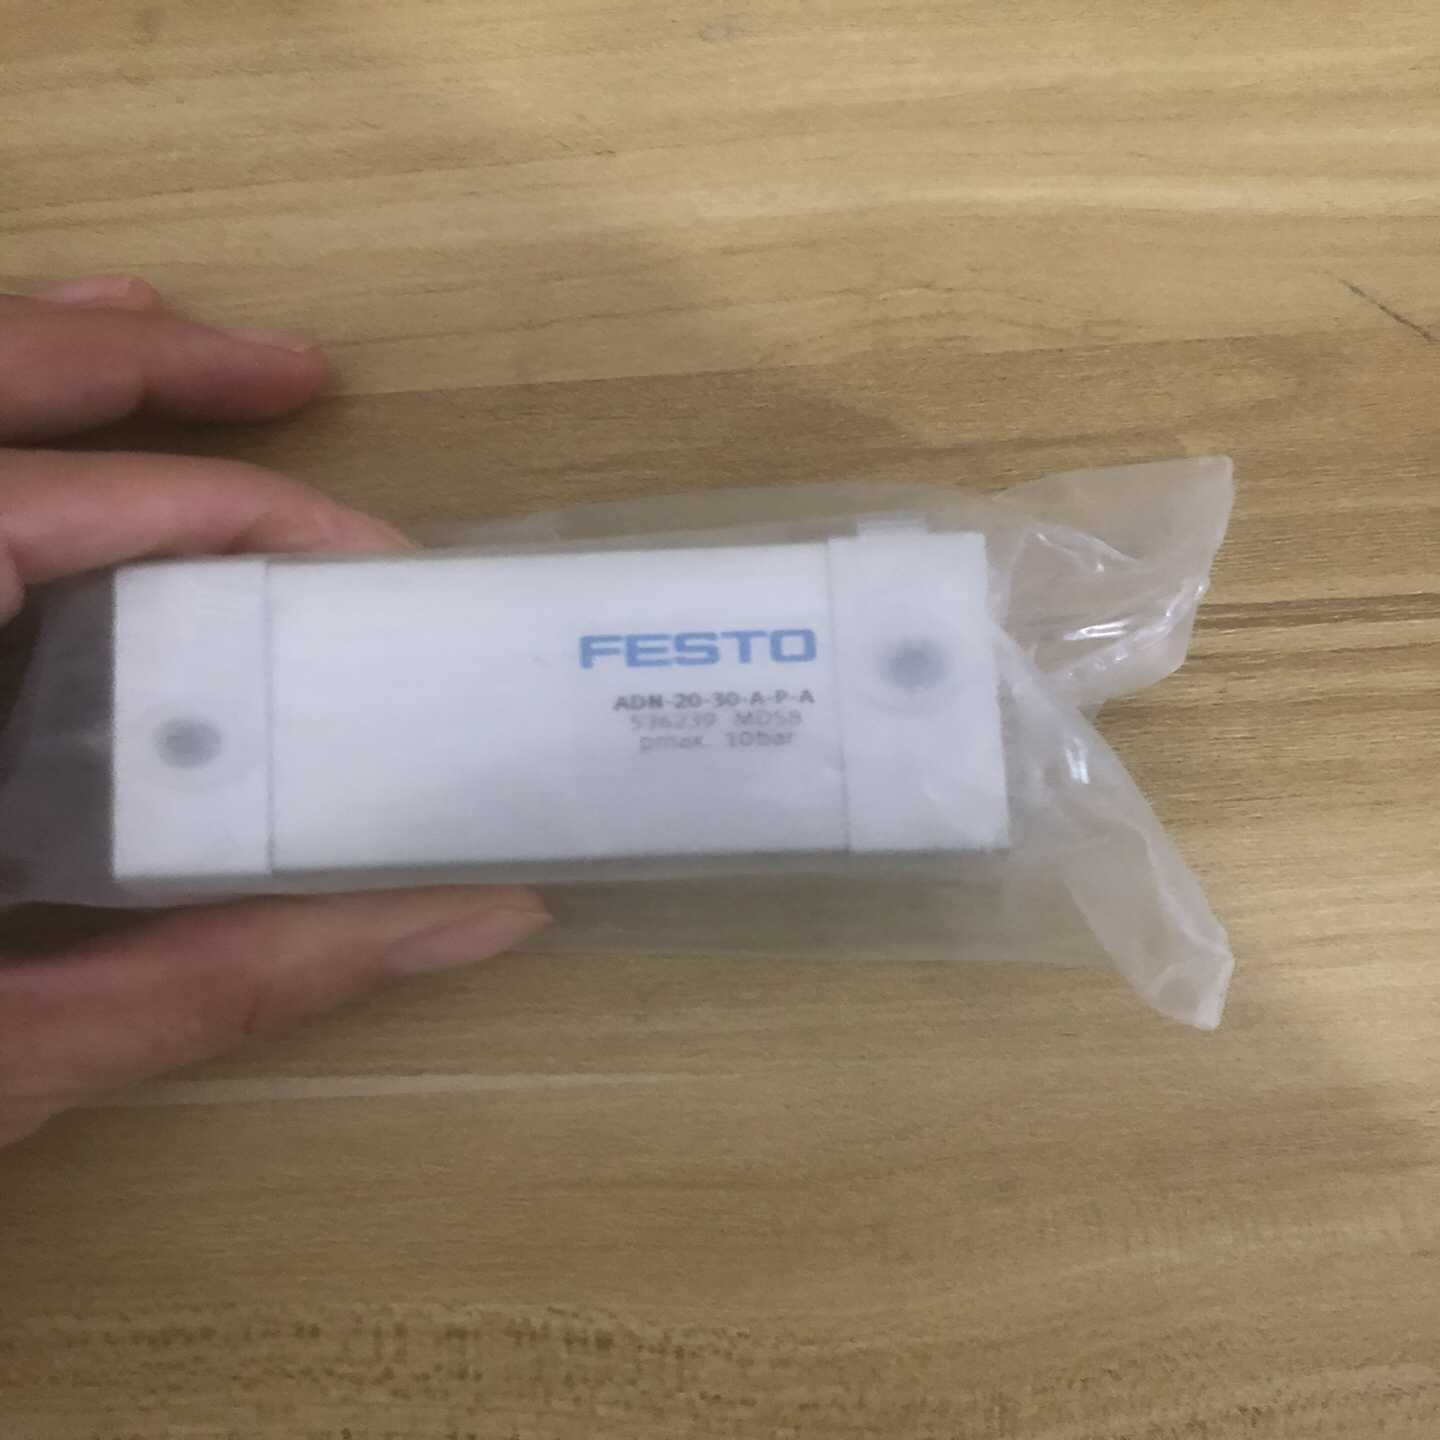 FESTO
ADN-20-30-A-P-A
536239 MD58
pmax. 10bar